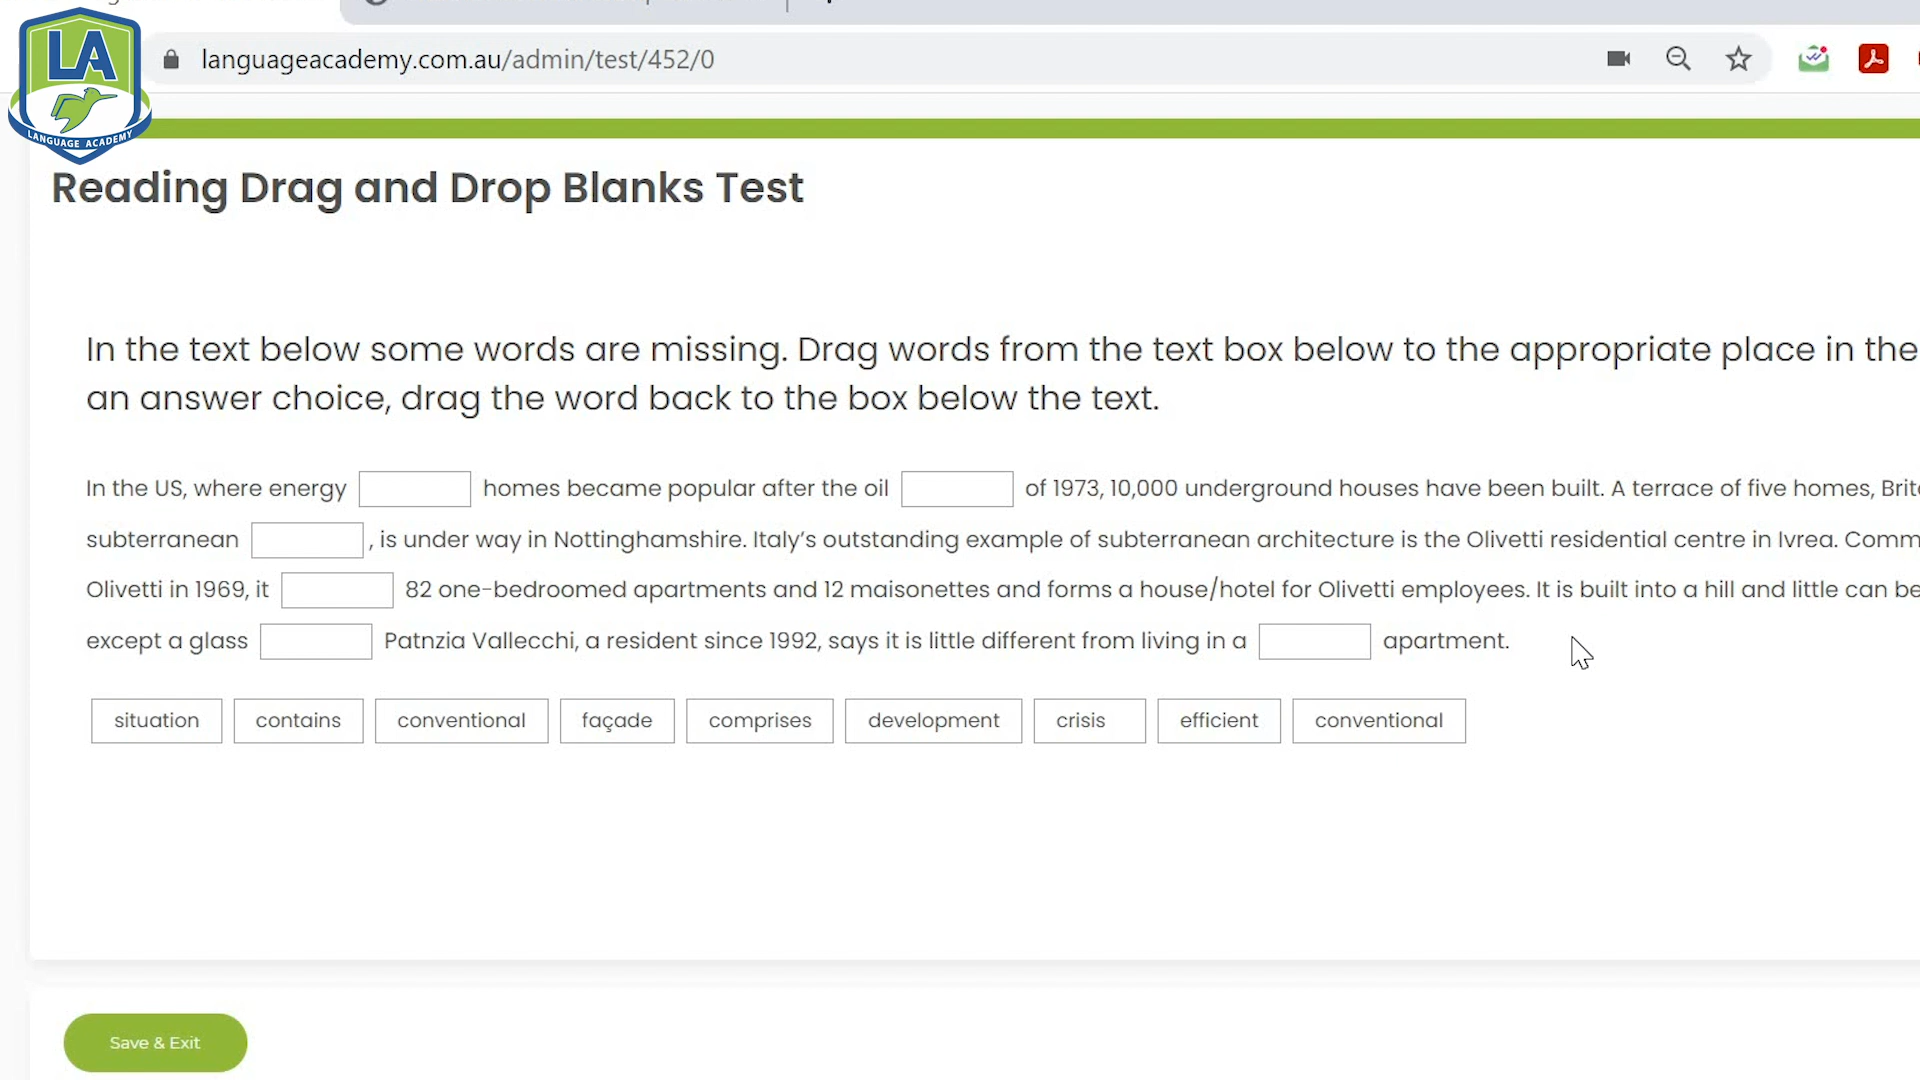 LA
LANGUAGE ACADEMY
languageacademy.com.au/admin/test/452/0
Reading Drag and Drop Blanks Test
In the text below some words are missing. Drag words from the text box below to the appropriate place in the
an answer choice, drag the word back to the box below the text.
In the US, where energy homes became popular after the oil of 1973, 10,000 underground houses have been built. A terrace of five homes,
subterranean , is under way in Nottinghamshire. Italy's outstanding example of subterranean architecture is the Olivetti residential centre in Ivrea.
Olivetti in 1969, it 82 one-bedroomed apartments and 12 maisonettes and forms a house/hotel for Olivetti employees. It is built into a hill and little can be
except a glass Patnzia Vallecchi, a resident since 1992, says it is little different from living in a apartment.
situation contains conventional façade comprises development crisis efficient conventional
Save & Exit